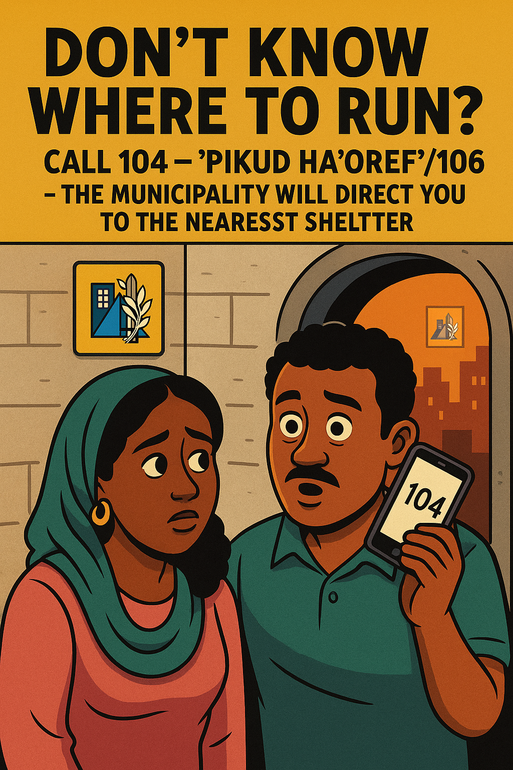 DON'T KNOW
WHERE TO RUN?
CALL 104 – 'PIKUD HA'OREF'/106
– THE MUNICIPALITY WILL DIRECT YOU
TO THE NEARESST SHELTTER
104